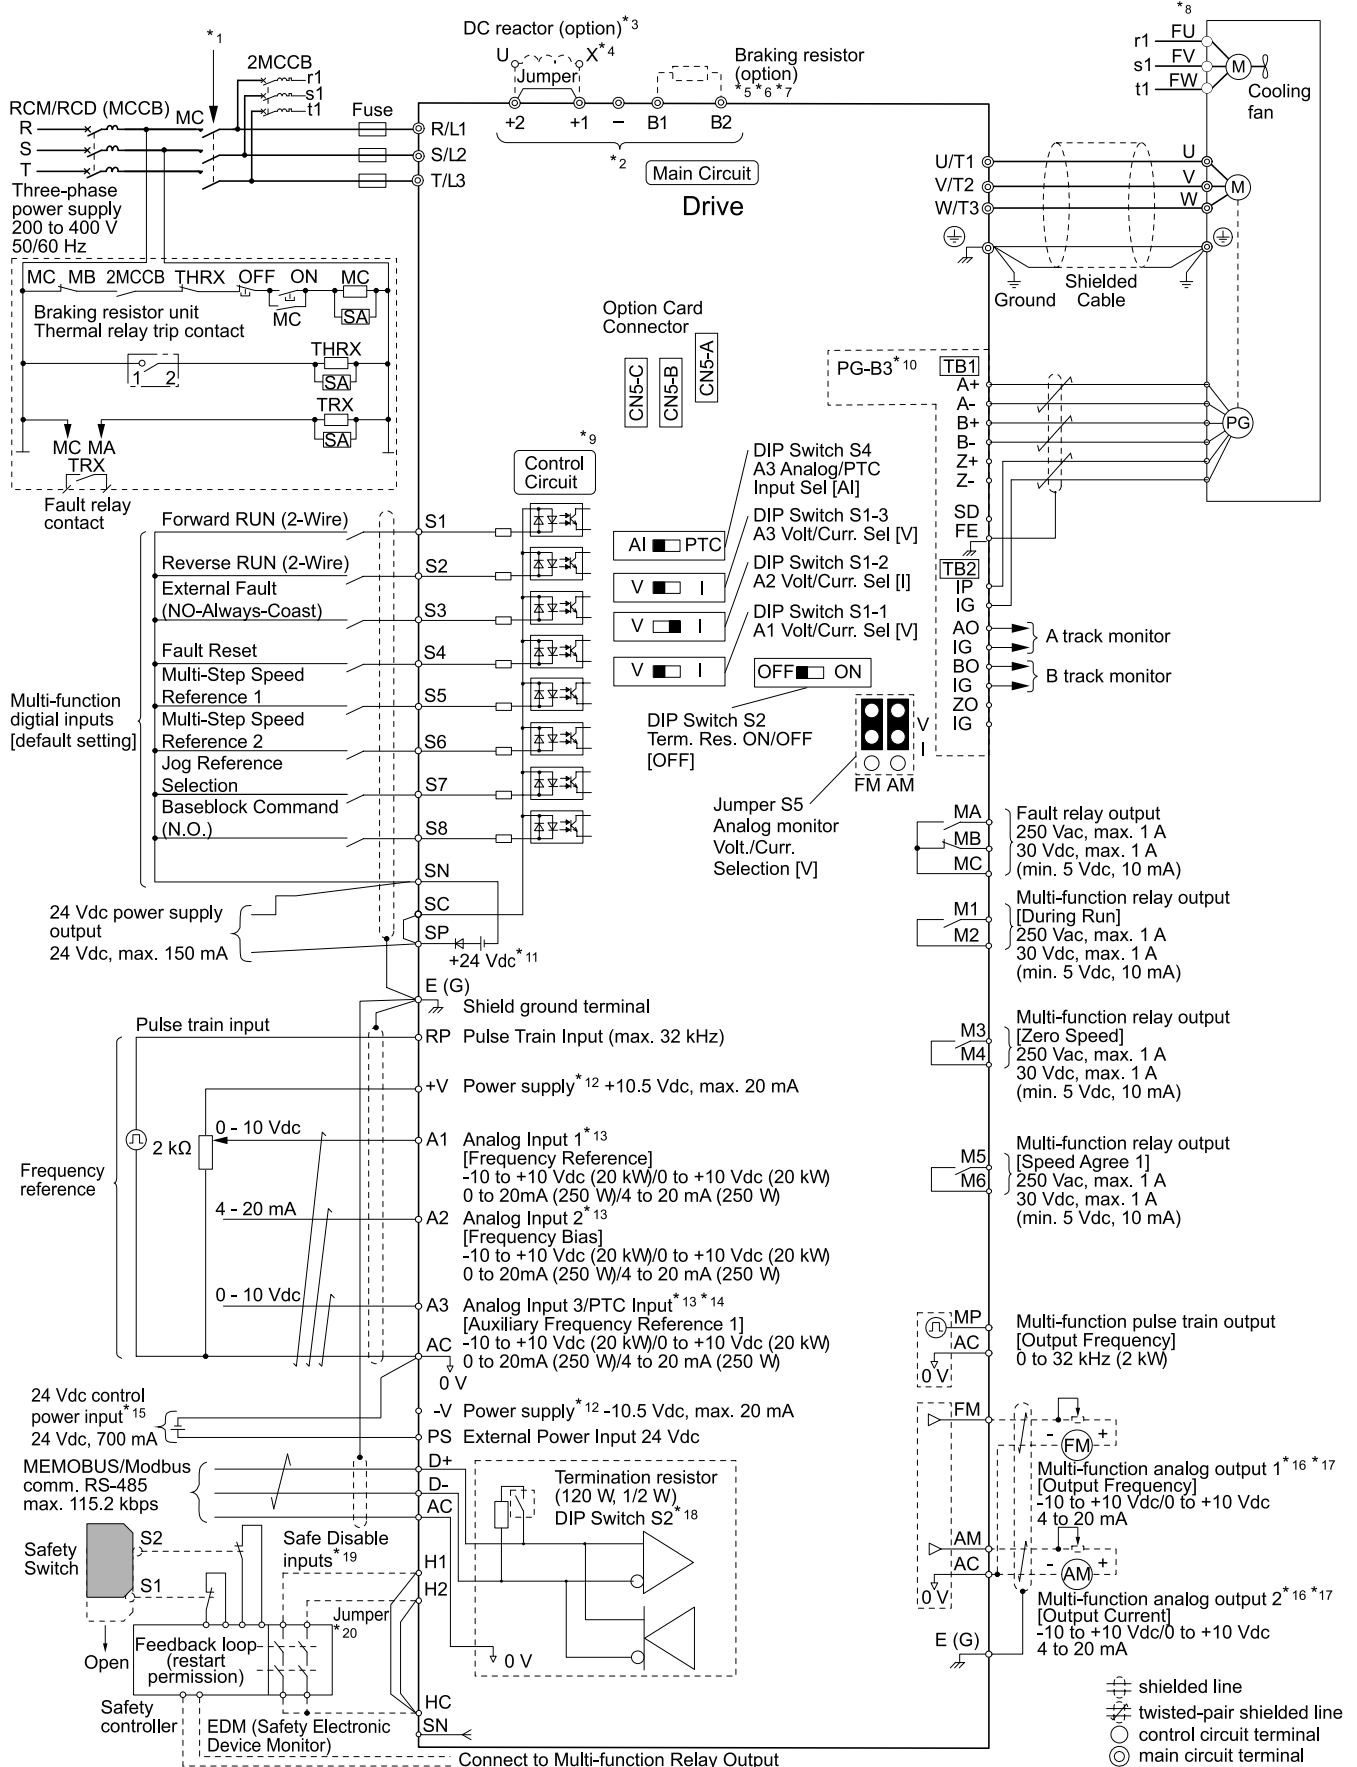 *1
DC reactor (option)*3
U X*4
Jumper
+2 +1 − B1 B2
*2
Braking resistor
(option)
*5 *6 *7
Main Circuit
Drive
*8
r1 FU
s1 FV
t1 FW
M
Cooling
fan
2MCCB
r1
s1
t1
RCM/RCD (MCCB)
MC
Fuse
R
S
T
R/L1
S/L2
T/L3
Three-phase
power supply
200 to 400 V
50/60 Hz
U/T1
V/T2
W/T3
U
V
W
M
Ground
Shielded
Cable
MC MB 2MCCB THRX OFF ON MC
MC
SA
Braking resistor unit
Thermal relay trip contact
1 2
THRX
SA
TRX
SA
MC MA
TRX
Fault relay
contact
Option Card
Connector
CN5-C
CN5-B
CN5-A
PG-B3*10
TB1
A+
A-
B+
B-
Z+
Z-
SD
FE
TB2
IP
IG
AO
IG
BO
IG
ZO
IG
PG
A track monitor
B track monitor
*9
Control
Circuit
DIP Switch S4
A3 Analog/PTC
Input Sel [AI]
DIP Switch S1-3
A3 Volt/Curr. Sel [V]
DIP Switch S1-2
A2 Volt/Curr. Sel [I]
DIP Switch S1-1
A1 Volt/Curr. Sel [V]
AI PTC
V I
V I
V I
OFF ON
DIP Switch S2
Term. Res. ON/OFF
[OFF]
V
I
FM AM
Jumper S5
Analog monitor
Volt./Curr.
Selection [V]
Multi-function
digtial inputs
[default setting]
Forward RUN (2-Wire)
Reverse RUN (2-Wire)
External Fault
(NO-Always-Coast)
Fault Reset
Multi-Step Speed
Reference 1
Multi-Step Speed
Reference 2
Jog Reference
Selection
Baseblock Command
(N.O.)
S1
S2
S3
S4
S5
S6
S7
S8
SN
SC
SP
24 Vdc power supply
output
24 Vdc, max. 150 mA
+24 Vdc*11
E (G)
Shield ground terminal
MA
MB
MC
Fault relay output
250 Vac, max. 1 A
30 Vdc, max. 1 A
(min. 5 Vdc, 10 mA)
M1
M2
Multi-function relay output
[During Run]
250 Vac, max. 1 A
30 Vdc, max. 1 A
(min. 5 Vdc, 10 mA)
M3
M4
Multi-function relay output
[Zero Speed]
250 Vac, max. 1 A
30 Vdc, max. 1 A
(min. 5 Vdc, 10 mA)
M5
M6
Multi-function relay output
[Speed Agree 1]
250 Vac, max. 1 A
30 Vdc, max. 1 A
(min. 5 Vdc, 10 mA)
Frequency
reference
Pulse train input
2 kΩ
0 - 10 Vdc
4 - 20 mA
0 - 10 Vdc
RP Pulse Train Input (max. 32 kHz)
+V Power supply*12 +10.5 Vdc, max. 20 mA
A1 Analog Input 1*13
[Frequency Reference]
-10 to +10 Vdc (20 kW)/0 to +10 Vdc (20 kW)
0 to 20mA (250 W)/4 to 20 mA (250 W)
A2 Analog Input 2*13
[Frequency Bias]
-10 to +10 Vdc (20 kW)/0 to +10 Vdc (20 kW)
0 to 20mA (250 W)/4 to 20 mA (250 W)
A3 Analog Input 3/PTC Input*13 *14
[Auxiliary Frequency Reference 1]
AC -10 to +10 Vdc (20 kW)/0 to +10 Vdc (20 kW)
0 to 20mA (250 W)/4 to 20 mA (250 W)
0 V
-V Power supply*12 -10.5 Vdc, max. 20 mA
PS External Power Input 24 Vdc
24 Vdc control
power input*15
24 Vdc, 700 mA
MP
AC
0 V
Multi-function pulse train output
[Output Frequency]
0 to 32 kHz (2 kW)
FM
- +
FM
Multi-function analog output 1*16 *17
[Output Frequency]
-10 to +10 Vdc/0 to +10 Vdc
4 to 20 mA
AM
AC
0 V
- +
AM
Multi-function analog output 2*16 *17
[Output Current]
-10 to +10 Vdc/0 to +10 Vdc
4 to 20 mA
E (G)
MEMOBUS/Modbus
comm. RS-485
max. 115.2 kbps
D+
D-
AC
Termination resistor
(120 W, 1/2 W)
DIP Switch S2*18
0 V
Safety
Switch
S2
S1
Open
Safe Disable
inputs*19
H1
H2
Jumper
*20
Feedback loop
(restart
permission)
Safety
controller
EDM (Safety Electronic
Device Monitor)
HC
SN
Connect to Multi-function Relay Output
shielded line
twisted-pair shielded line
control circuit terminal
main circuit terminal